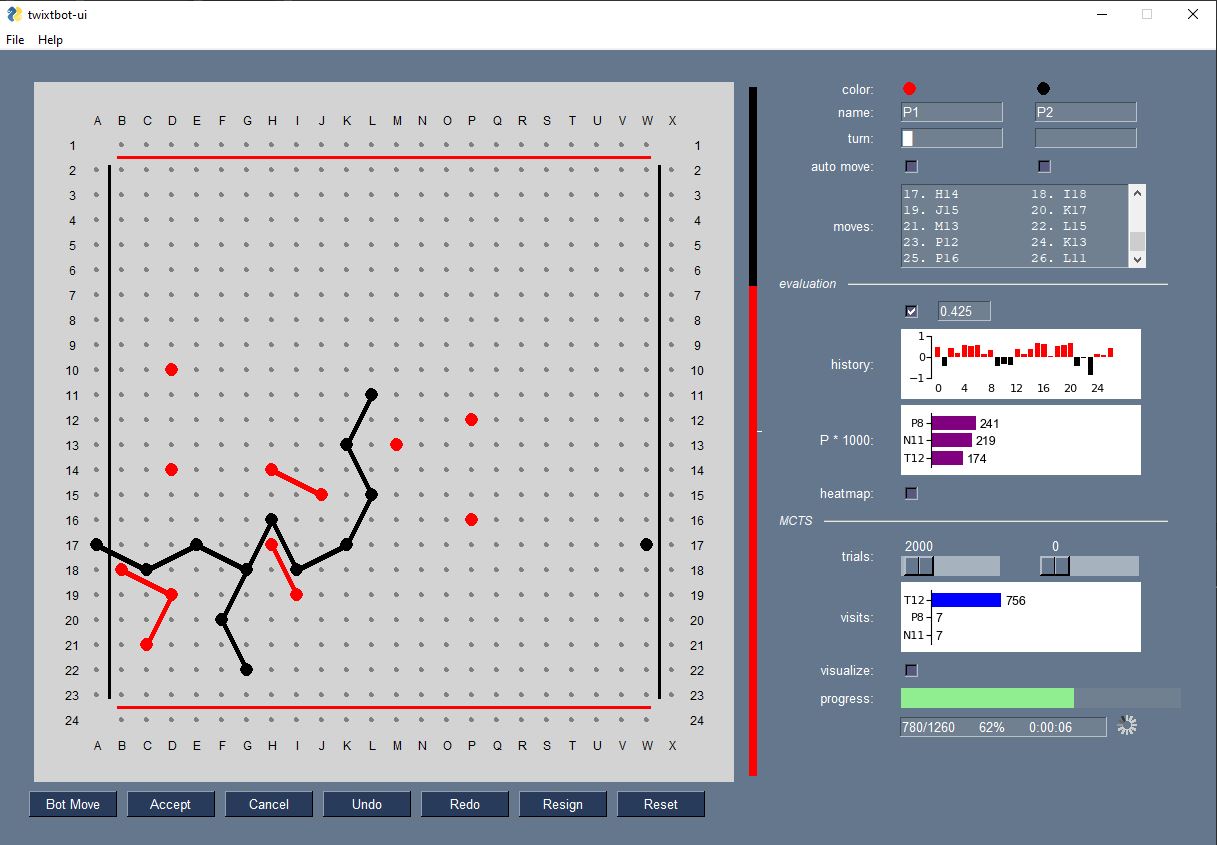 twixtbot-ui
File Help
A B C D E F G H I J K L M N O P Q R S T U V W X
1 1
2 2
3 3
4 4
5 5
6 6
7 7
8 8
9 9
10 10
11 11
12 12
13 13
14 14
15 15
16 16
17 17
18 18
19 19
20 20
21 21
22 22
23 23
24 24
A B C D E F G H I J K L M N O P Q R S T U V W X
Bot Move Accept Cancel Undo Redo Resign Reset
color:
name: P1 P2
turn:
auto move:
moves:
17. H14 18. I18
19. J15 20. K17
21. M13 22. L15
23. P12 24. K13
25. P16 26. L11
evaluation
0.425
history:
1
0
−1
0 4 8 12 16 20 24
P * 1000:
P8 241
N11 219
T12 174
heatmap:
MCTS
trials: 2000 0
visits:
T12 756
P8 7
N11 7
visualize:
progress:
780/1260 62% 0:00:06